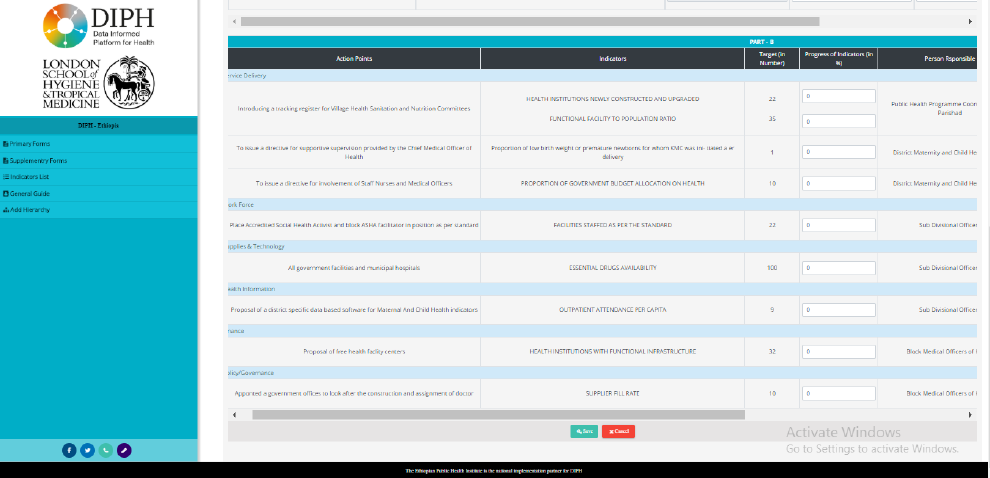 DIPH
Data Informed
Platform for Health
LONDON
SCHOOL of
HYGIENE
& TROPICAL
MEDICINE
DIPH - Ethiopia
Primary Forms
Supplementry Forms
Indicators List
General Guide
Add Hierarchy
PART - B
Action Points
Indicators
Target (in
Number)
Progress of Indicators (in
%)
Person Repsonsible
ervice Delivery
Introducing a tracking register for Village Health Sanitation and Nutrition Committees
HEALTH INSTITUTIONS NEWLY CONSTRUCTED AND UPGRADED
22
0
FUNCTIONAL FACILITY TO POPULATION RATIO
35
0
Public Health Programme Coor
Parishad
To issue a directive for supportive supervision provided by the Chief Medical Officer of
Health
Proportion of low birth weight or premature newborns for whom KMC was ini- tiated a er
delivery
1
0
District Maternity and Child He
To issue a directive for involvement of Staff Nurses and Medical Officers
PROPORTION OF GOVERNMENT BUDGET ALLOCATION ON HEALTH
10
0
District Maternity and Child He
ork Force
Place Accredited Social Health Activist and block ASHA facilitator in position as per standard
FACILITIES STAFFED AS PER THE STANDARD
22
0
Sub Divisional Officer
upplies & Technology
All government facilities and municipal hospitals
ESSENTIAL DRUGS AVAILABILITY
100
0
Sub Divisional Officer
ealth Information
Proposal of a district specific data based software for Maternal And Child Health indicators
OUTPATIENT ATTENDANCE PER CAPITA
9
0
Sub Divisional Officer
nance
Proposal of free health facility centers
HEALTH INSTITUTIONS WITH FUNCTIONAL INFRASTRUCTURE
32
0
Block Medical Officers of
olicy/Governance
Appointed a government offices to look after the construction and assignment of doctor
SUPPLIER FILL RATE
10
0
Block Medical Officers of
Save
Cancel
Activate Windows
Go to Settings to activate Windows.
The Ethiopian Public Health Institute is the national implementation partner for DIPH